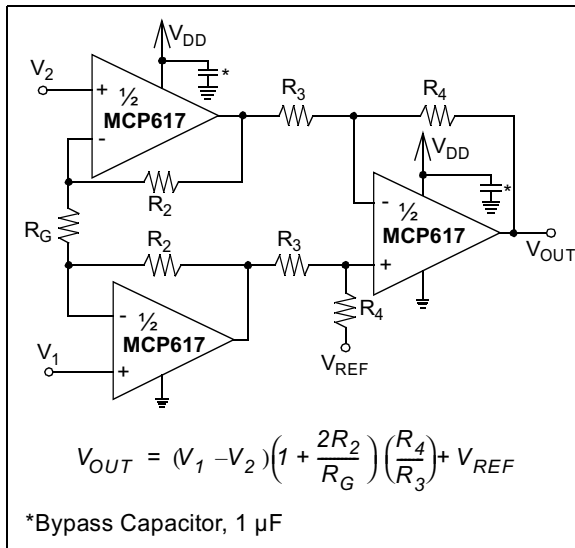 V_DD
*
V_2
+
½
MCP617
-
R_3
R_4
V_DD
*
R_2
R_G
R_2
R_3
-
½
MCP617
+
V_OUT
R_4
V_REF
-
½
MCP617
V_1
+
V_OUT = (V_1 – V_2)(1 + 2R_2/R_G)(R_4/R_3) + V_REF
*Bypass Capacitor, 1 µF